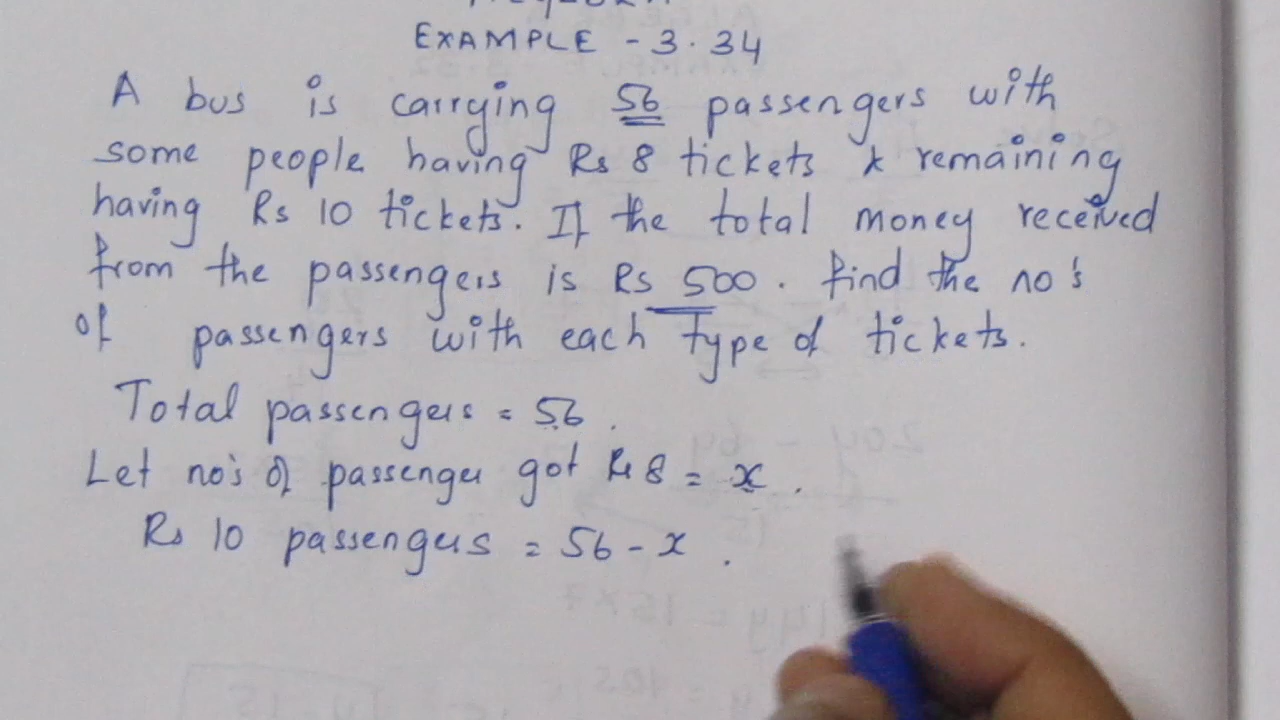 EXAMPLE - 3.34
A bus is carrying 56 passengers with
some people having Rs 8 tickets & remaining
having Rs 10 tickets. If the total money received
from the passengers is Rs 500. find the no's
of passengers with each type of tickets.
Total passengers = 56.
Let no's of passenger got Rs 8 = x.
Rs 10 passengers = 56 - x.